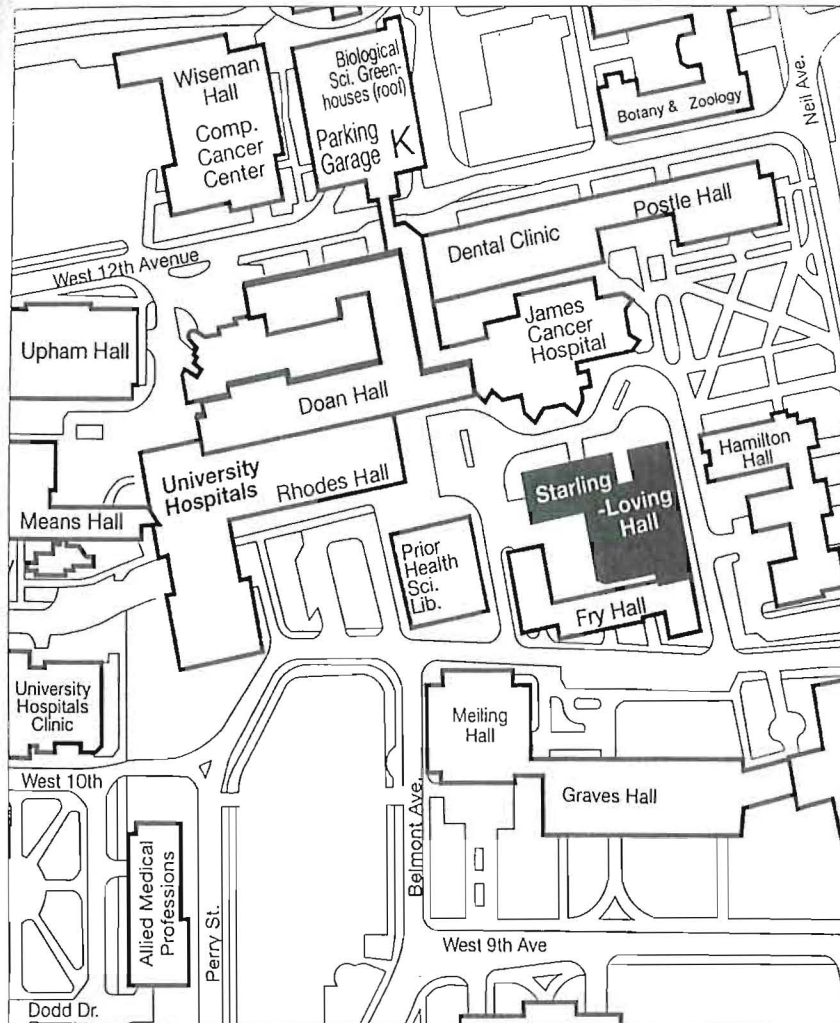 Wiseman
Hall
Comp.
Cancer
Center
Biological
Sci. Green-
houses (roof)
Parking
Garage K
Botany & Zoology
Neil Ave.
West 12th Avenue
Dental Clinic
Postle Hall
Upham Hall
James
Cancer
Hospital
Doan Hall
University
Hospitals
Rhodes Hall
Starling
-Loving
Hall
Hamilton
Hall
Means Hall
Prior
Health
Sci.
Lib.
Fry Hall
University
Hospitals
Clinic
Meiling
Hall
West 10th
Graves Hall
Belmont Ave.
Allied Medical
Professions
Perry St.
West 9th Ave
Dodd Dr.